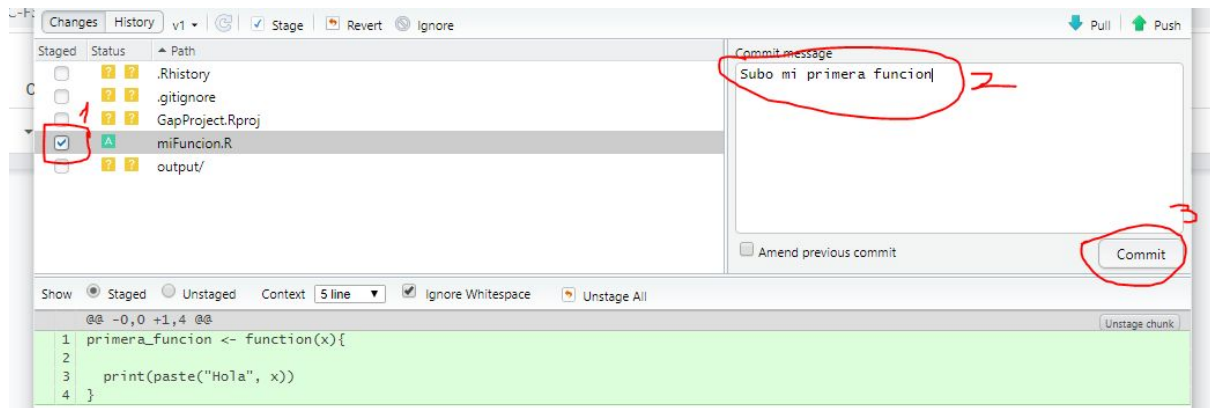 Changes History v1 Stage Revert Ignore Pull Push
Staged Status Path
Commit message
.Rhistory
Subo mi primera funcion
2
.gitignore
1
GapProject.Rproj
A miFuncion.R
output/
3
Amend previous commit Commit
Show Staged Unstaged Context 5 line Ignore Whitespace Unstage All
@@ -0,0 +1,4 @@ Unstage chunk
1 primera_funcion <- function(x){
2
3 print(paste("Hola", x))
4 }